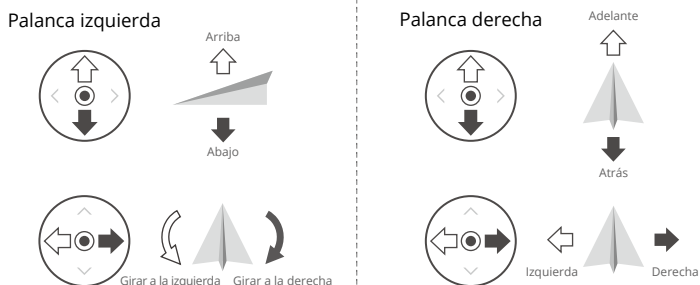 Palanca izquierda
Arriba
Abajo
Girar a la izquierda
Girar a la derecha
Palanca derecha
Adelante
Atrás
Izquierda
Derecha